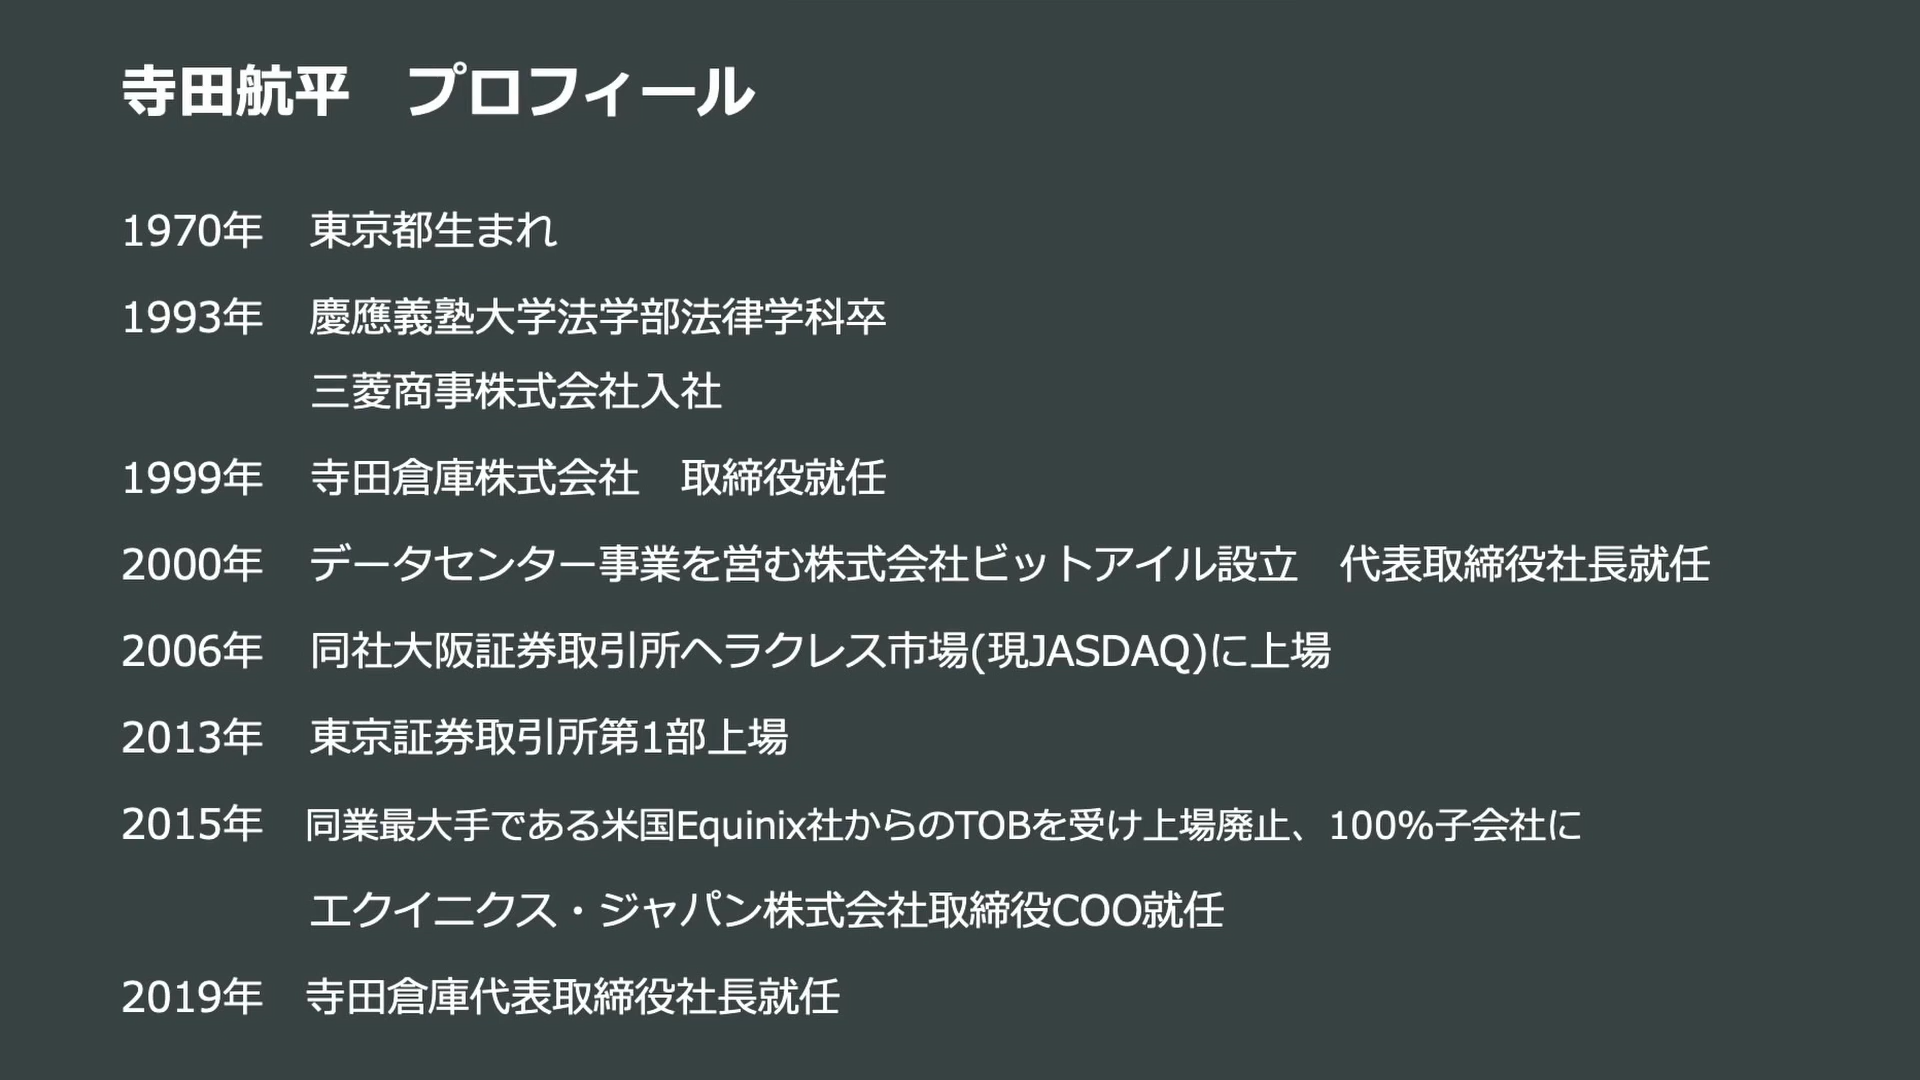 寺田航平　プロフィール
1970年　東京都生まれ
1993年　慶應義塾大学法学部法律学科卒
三菱商事株式会社入社
1999年　寺田倉庫株式会社　取締役就任
2000年　データセンター事業を営む株式会社ビットアイル設立　代表取締役社長就任
2006年　同社大阪証券取引所ヘラクレス市場(現JASDAQ)に上場
2013年　東京証券取引所第1部上場
2015年　同業最大手である米国Equinix社からのTOBを受け上場廃止、100%子会社に
エクイニクス・ジャパン株式会社取締役COO就任
2019年　寺田倉庫代表取締役社長就任